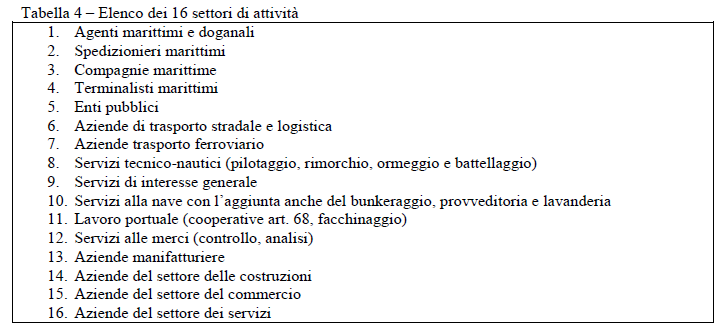 Tabella 4 – Elenco dei 16 settori di attività
1. Agenti marittimi e doganali
2. Spedizionieri marittimi
3. Compagnie marittime
4. Terminalisti marittimi
5. Enti pubblici
6. Aziende di trasporto stradale e logistica
7. Aziende trasporto ferroviario
8. Servizi tecnico-nautici (pilotaggio, rimorchio, ormeggio e battellaggio)
9. Servizi di interesse generale
10. Servizi alla nave con l’aggiunta anche del bunkeraggio, provveditoria e lavanderia
11. Lavoro portuale (cooperative art. 68, facchinaggio)
12. Servizi alle merci (controllo, analisi)
13. Aziende manifatturiere
14. Aziende del settore delle costruzioni
15. Aziende del settore del commercio
16. Aziende del settore dei servizi